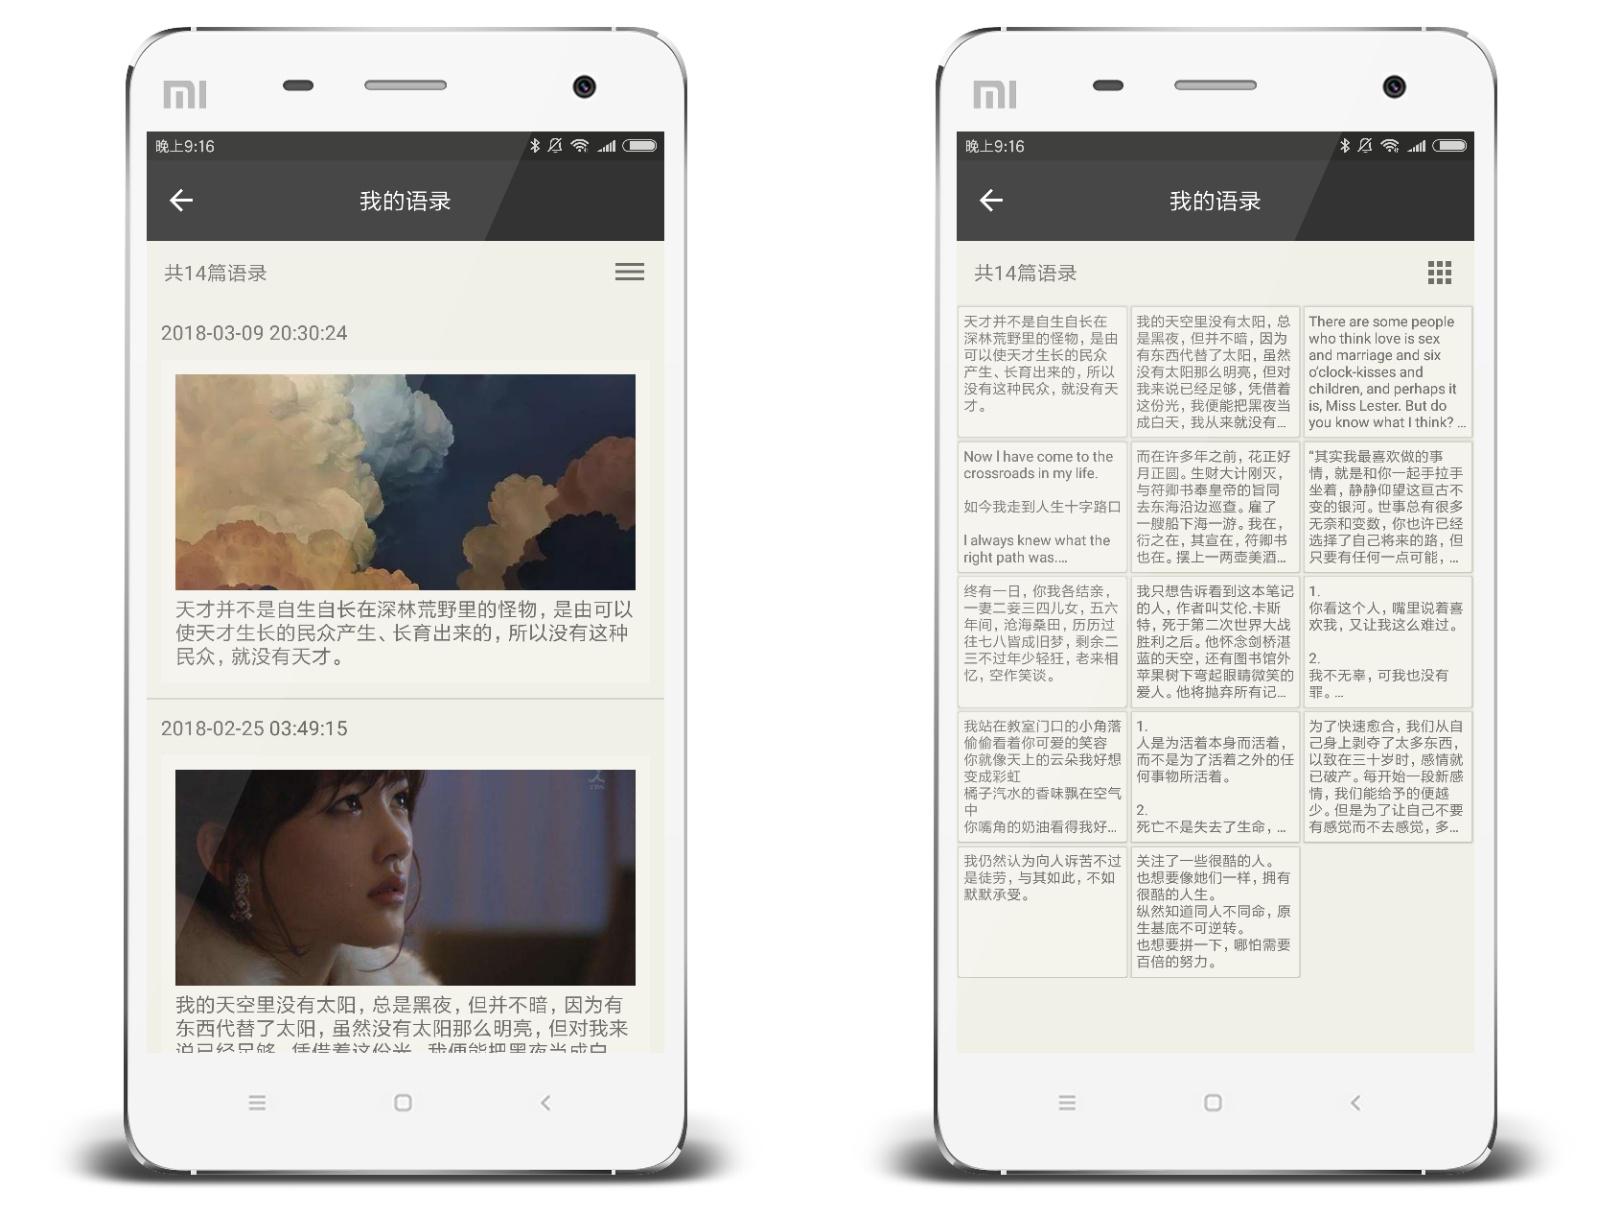 MI
晚上9:16
我的语录
共14篇语录
2018-03-09 20:30:24
天才并不是自生自长在深林荒野里的怪物，是由可以
使天才生长的民众产生、长育出来的，所以没有这种
民众，就没有天才。
2018-02-25 03:49:15
我的天空里没有太阳，总是黑夜，但并不暗，因为有
东西代替了太阳，虽然没有太阳那么明亮，但对我来
说已经足够，凭借着这份光，我便能把黑夜当成白
MI
晚上9:16
我的语录
共14篇语录
天才并不是自生自长在
深林荒野里的怪物，是由
可以使天才生长的民众
产生、长育出来的，所以
没有这种民众，就没有天
才。
我的天空里没有太阳，总
是黑夜，但并不暗，因为
有东西代替了太阳，虽然
没有太阳那么明亮，但对
我来说已经足够，凭借着
这份光，我便能把黑夜当
成白天，我从来就没有...
There are some people
who think love is sex
and marriage and six
o'clock-kisses and
children, and perhaps it
is, Miss Lester. But do
you know what I think? ...
Now I have come to the
crossroads in my life.
如今我走到人生十字路口
I always knew what the
right path was....
而在许多年之前，花正好
月正圆。生财大计刚灭，
与符卿书奉皇帝的旨同
去东海沿边巡查。雇了
一艘船下海一游。我在，
衍之在，其宣在，符卿书
也在。摆上一两壶美酒...
“其实我最喜欢做的事
情，就是和你一起手拉手
坐着，静静仰望这亘古不
变的银河。世事总有很多
无奈和变数，你也许已经
选择了自己将来的路，但
只要有任何一点可能，...
终有一日，你我各结亲，
一妻二妾三四儿女，五六
年间，沧海桑田，历历过
往七八皆成旧梦，剩余二
三不过年少轻狂，老来相
忆，空作笑谈。
我只想告诉看到这本笔记
的人，作者叫艾伦.卡斯
特，死于第二次世界大战
胜利之后。他怀念剑桥湛
蓝的天空，还有图书馆外
苹果树下弯起眼睛微笑的
爱人。他将抛弃所有记...
1.
你看这个人，嘴里说着喜
欢我，又让我这么难过。
2.
我不无辜，可我也没有
罪。...
我站在教室门口的小角落
偷偷看着你可爱的笑容
你就像天上的云朵我好想
变成彩虹
橘子汽水的香味飘在空气
中
你嘴角的奶油看得我好...
1.
人是为活着本身而活着，
而不是为了活着之外的任
何事物所活着。
2.
死亡不是失去了生命，...
为了快速愈合，我们从自
己身上剥夺了太多东西，
以致在三十岁时，感情就
已破产。每开始一段新感
情，我们能给予的便越
少。但是为了让自己不要
有感觉而不去感觉，多...
我仍然认为向人诉苦不过
是徒劳，与其如此，不如
默默承受。
关注了一些很酷的人。
也想要像她们一样，拥有
很酷的人生。
纵然知道同人不同命，原
生基底不可逆转。
也想要拼一下，哪怕需要
百倍的努力。